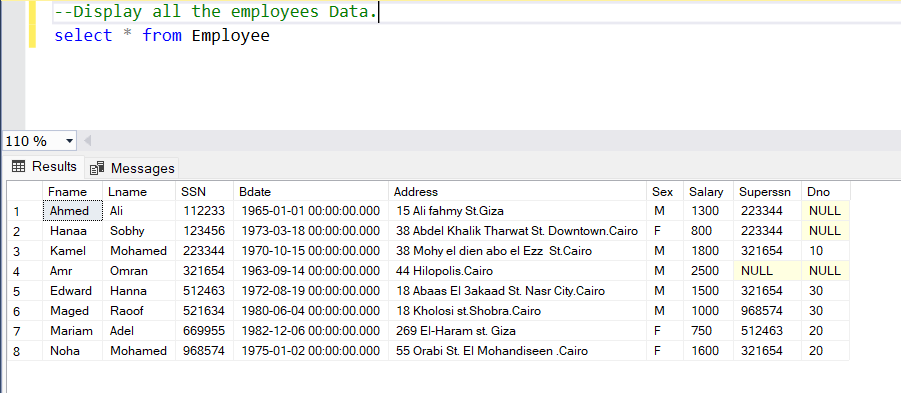 --Display all the employees Data.
select * from Employee
110 %
Results Messages
Fname Lname SSN Bdate Address Sex Salary Superssn Dno
1 Ahmed Ali 112233 1965-01-01 00:00:00.000 15 Ali fahmy St.Giza M 1300 223344 NULL
2 Hanaa Sobhy 123456 1973-03-18 00:00:00.000 38 Abdel Khalik Tharwat St. Downtown.Cairo F 800 223344 NULL
3 Kamel Mohamed 223344 1970-10-15 00:00:00.000 38 Mohy el dien abo el Ezz  St.Cairo M 1800 321654 10
4 Amr Omran 321654 1963-09-14 00:00:00.000 44 Hilopolis.Cairo M 2500 NULL NULL
5 Edward Hanna 512463 1972-08-19 00:00:00.000 18 Abaas El 3akaad St. Nasr City.Cairo M 1500 321654 30
6 Maged Raoof 521634 1980-06-04 00:00:00.000 18 Kholosi st.Shobra.Cairo M 1000 968574 30
7 Mariam Adel 669955 1982-12-06 00:00:00.000 269 El-Haram st. Giza F 750 512463 20
8 Noha Mohamed 968574 1975-01-02 00:00:00.000 55 Orabi St. El Mohandiseen .Cairo F 1600 321654 20